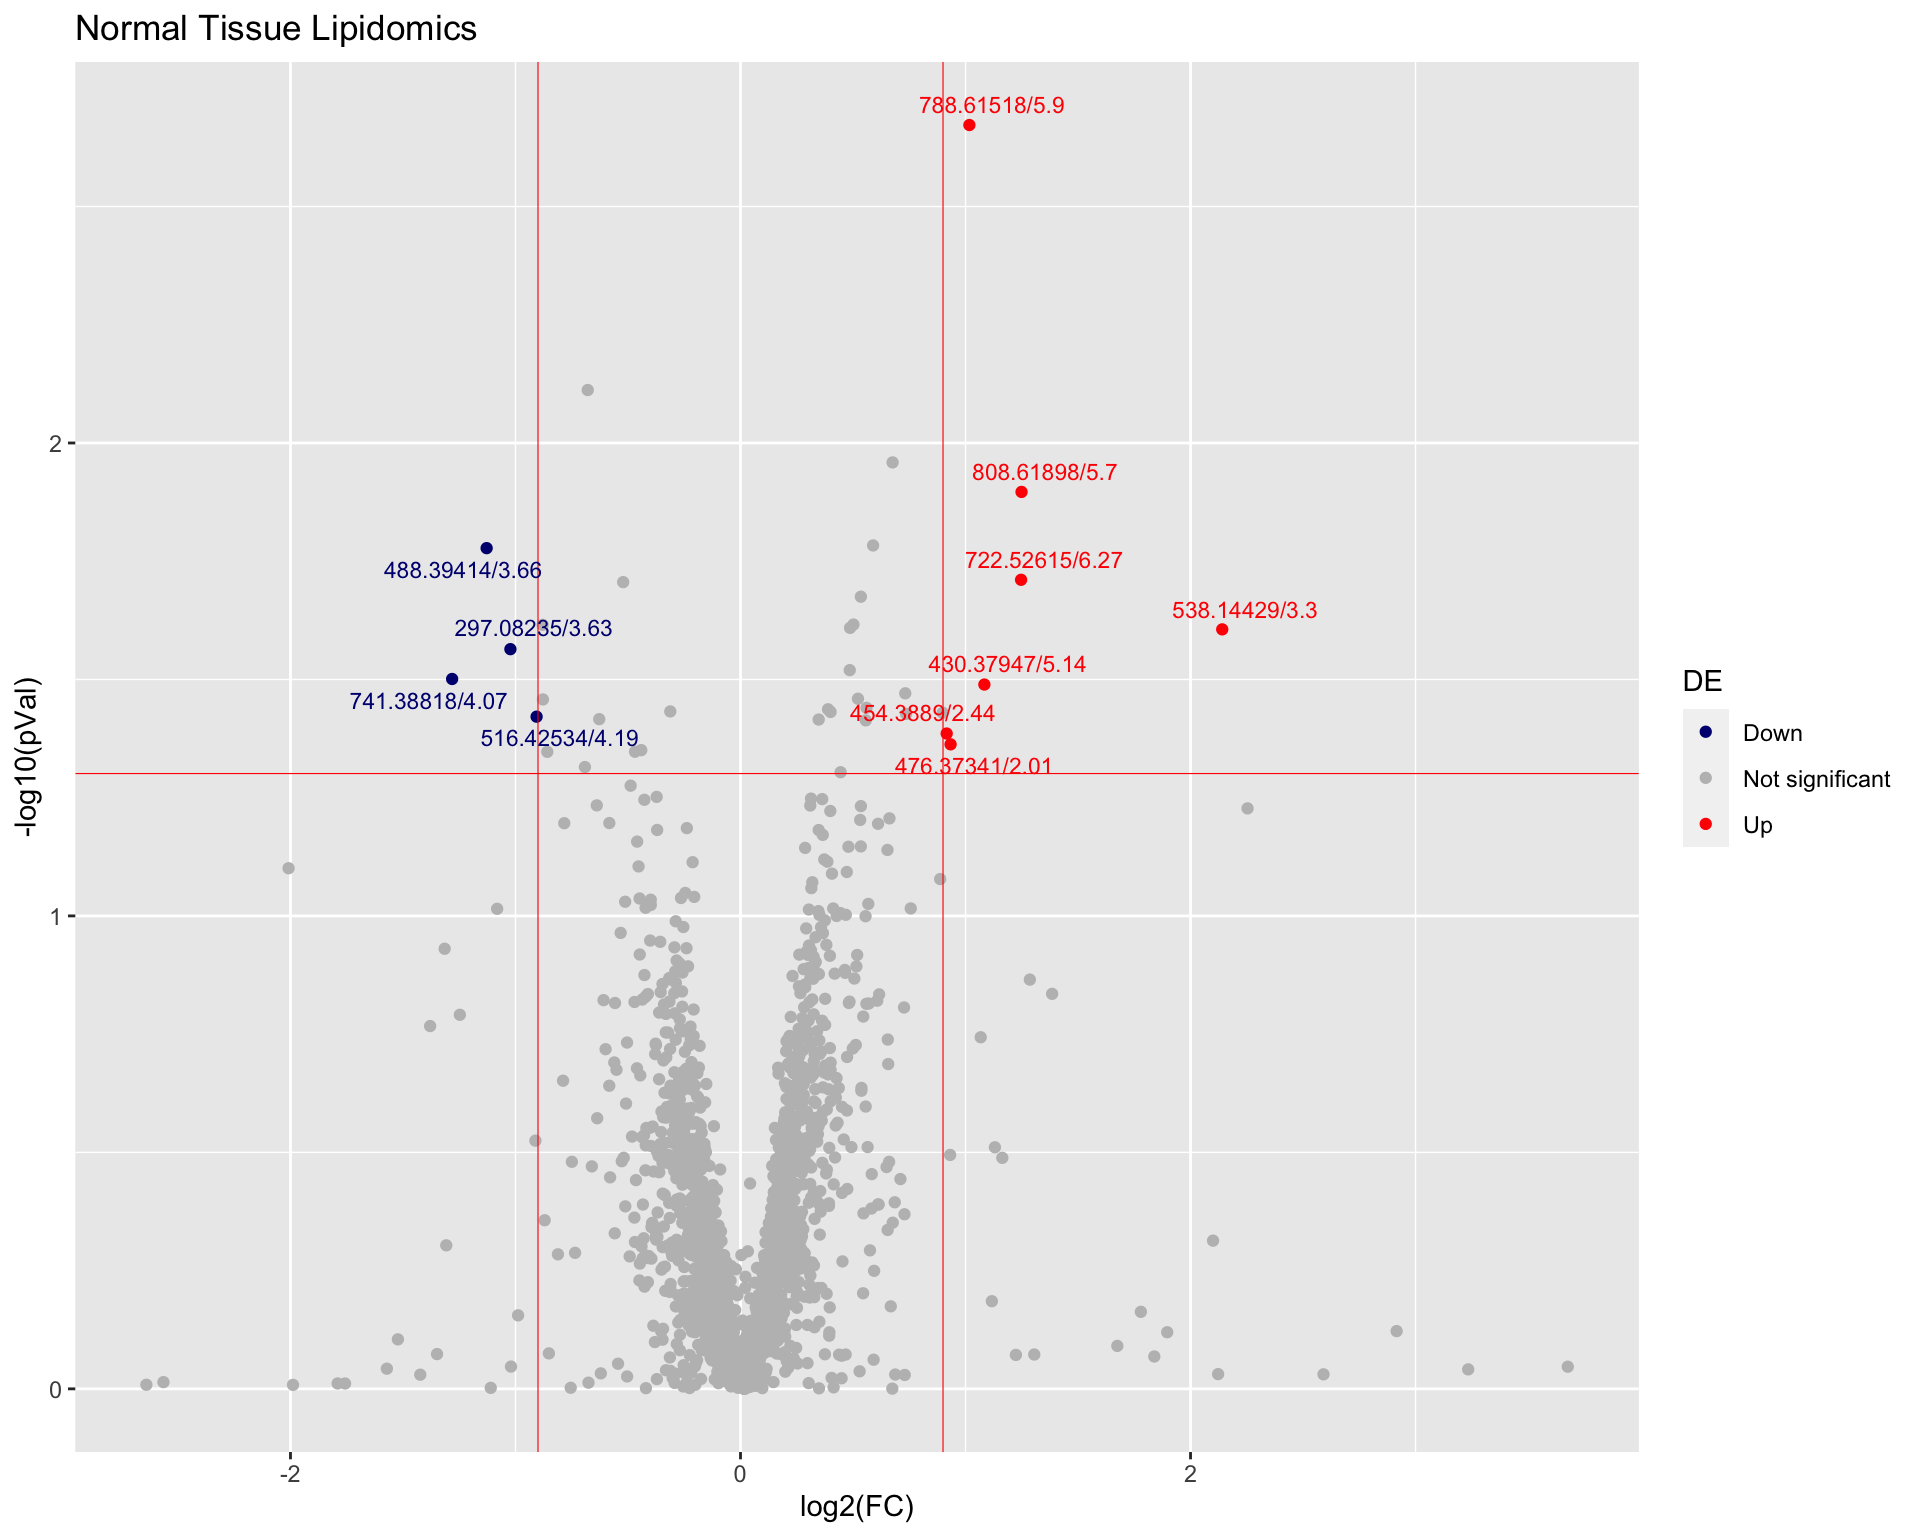 Normal Tissue Lipidomics
788.61518/5.9
2
808.61898/5.7
488.39414/3.66
722.52615/6.27
538.14429/3.3
297.08235/3.63
430.37947/5.14
741.38818/4.07
454.3889/2.44
516.42534/4.19
476.37341/2.01
-log10(pVal)
DE
Down
Not significant
Up
1
0
-2
0
2
log2(FC)